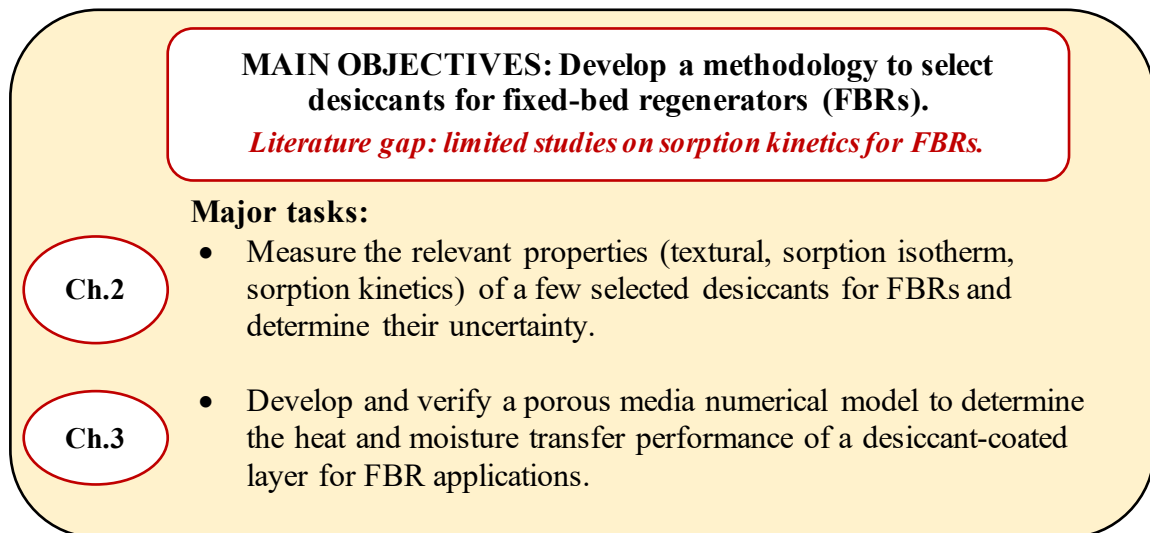 MAIN OBJECTIVES: Develop a methodology to select
desiccants for fixed-bed regenerators (FBRs).
Literature gap: limited studies on sorption kinetics for FBRs.
Major tasks:
Ch.2
• Measure the relevant properties (textural, sorption isotherm,
sorption kinetics) of a few selected desiccants for FBRs and
determine their uncertainty.
Ch.3
• Develop and verify a porous media numerical model to determine
the heat and moisture transfer performance of a desiccant-coated
layer for FBR applications.